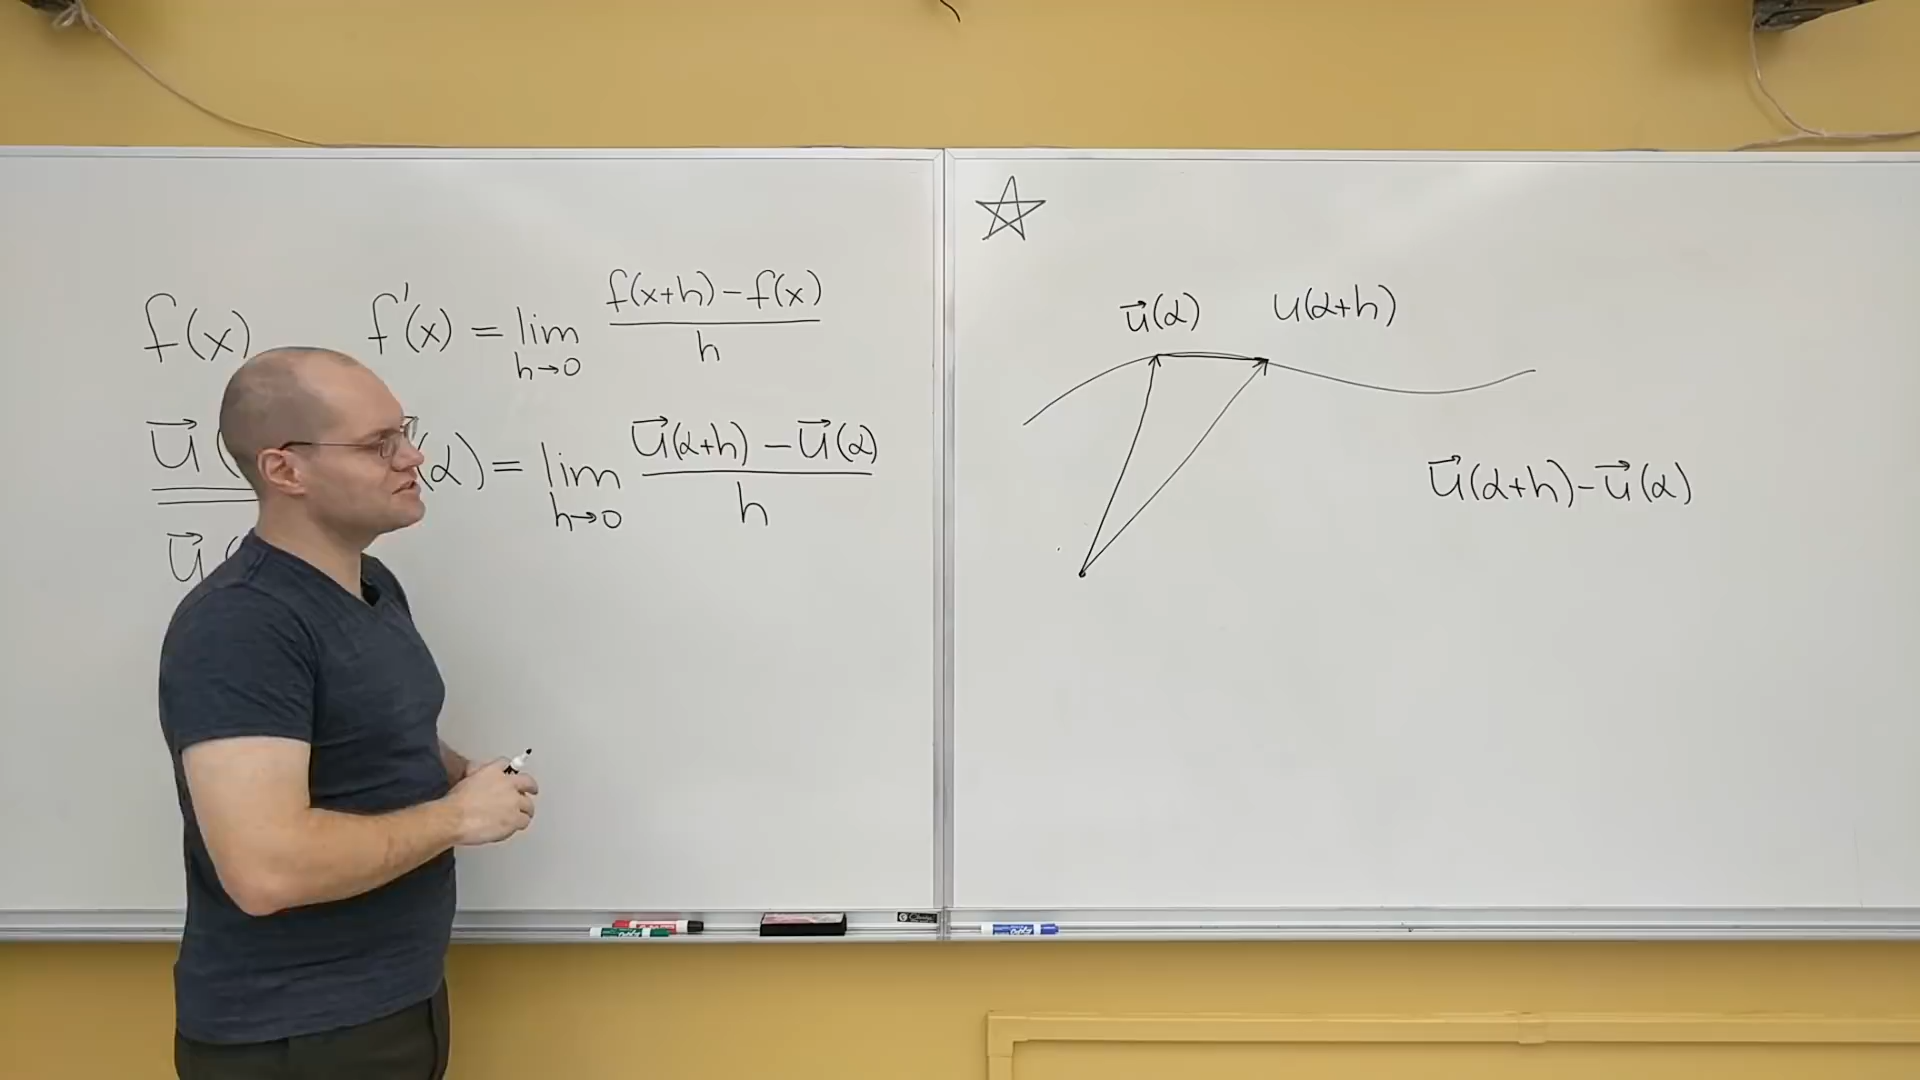 f(x) f'(x) = lim h→0 f(x+h) - f(x) / h
u⃗( (α) = lim h→0 u⃗(α+h) - u⃗(α) / h
u⃗(
u⃗(α) u(α+h)
u⃗(α+h) - u⃗(α)